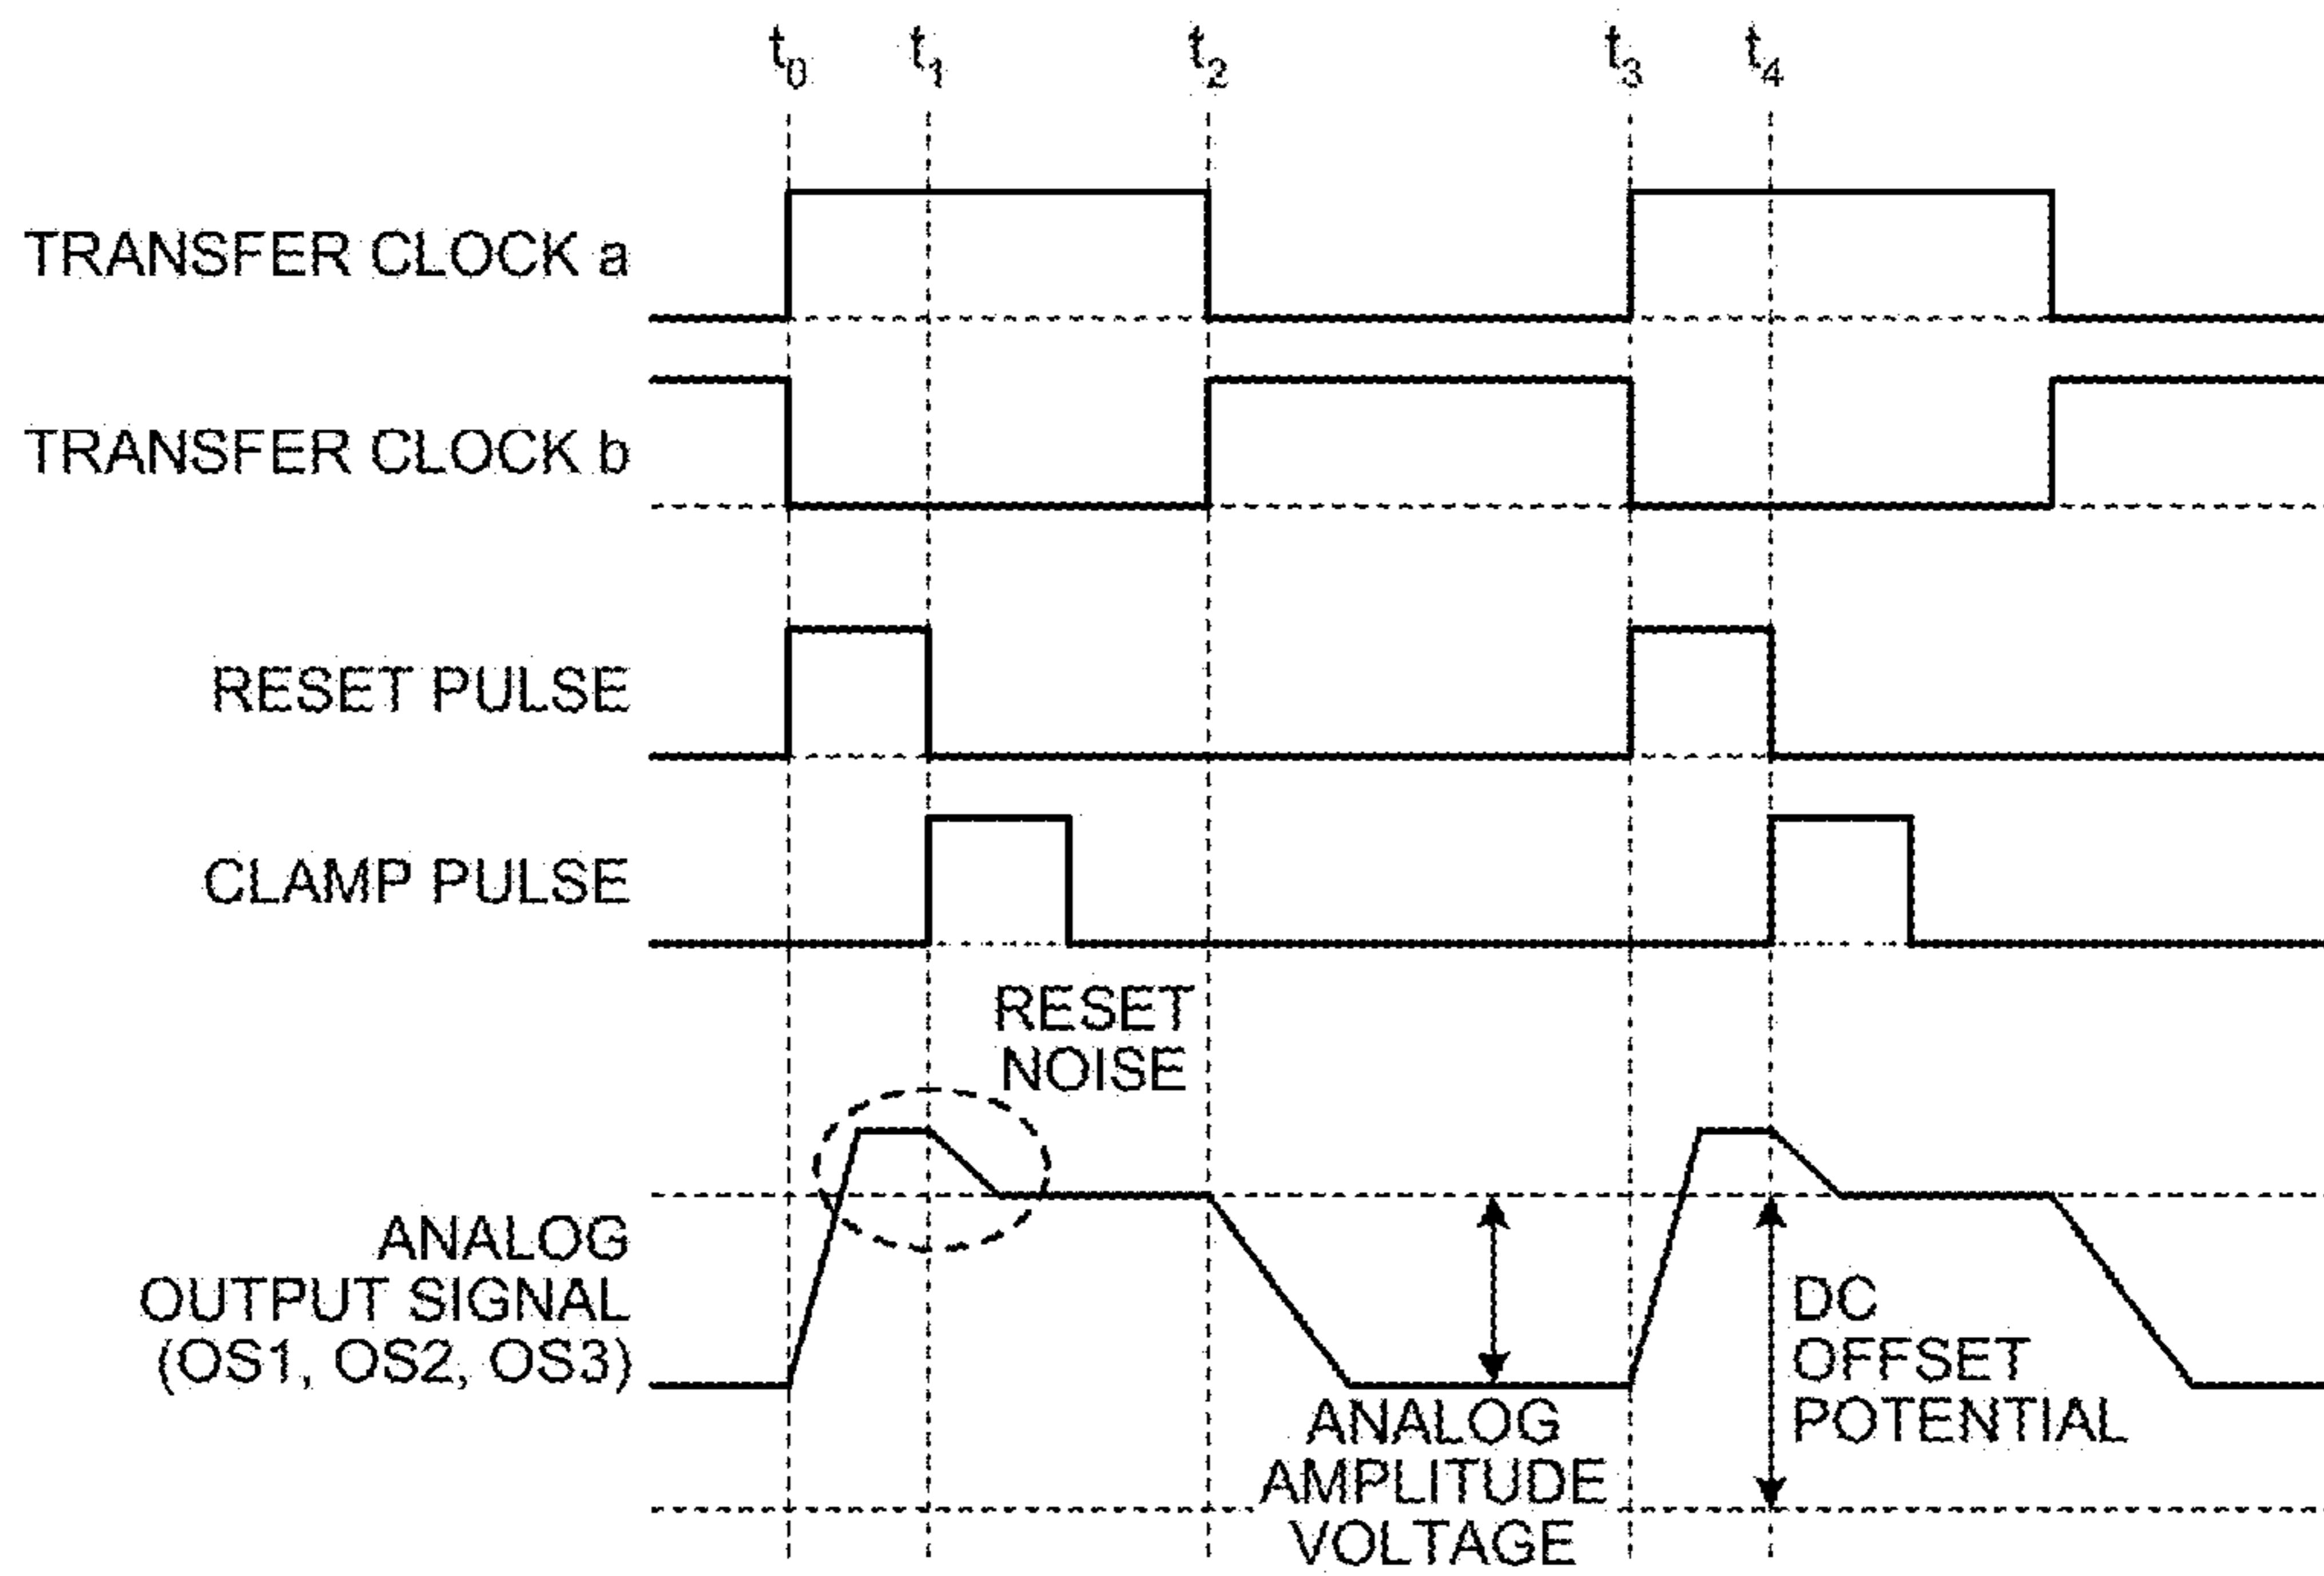 t0 t1 t2 t3 t4
TRANSFER CLOCK a
TRANSFER CLOCK b
RESET PULSE
CLAMP PULSE
RESET
NOISE
ANALOG
OUTPUT SIGNAL
(OS1, OS2, OS3)
ANALOG
AMPLITUDE
VOLTAGE
DC
OFFSET
POTENTIAL